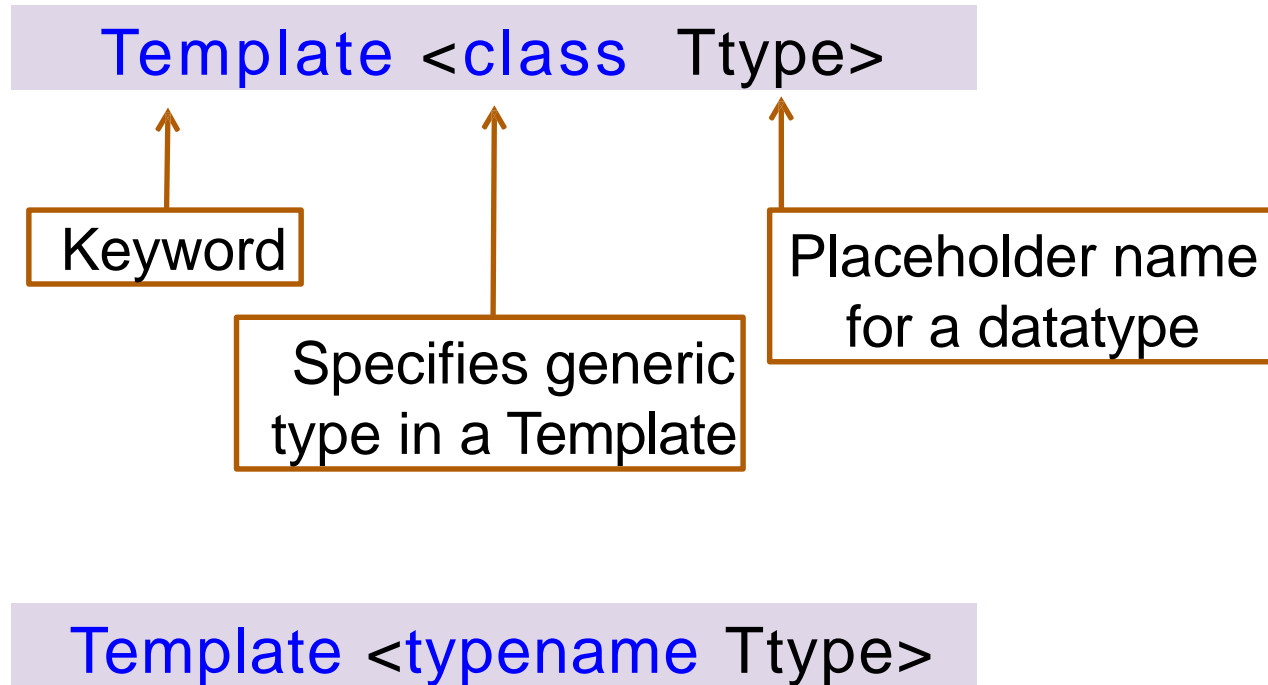 Template <class Ttype>
Keyword
Placeholder name
for a datatype
Specifies generic
type in a Template
Template <typename Ttype>